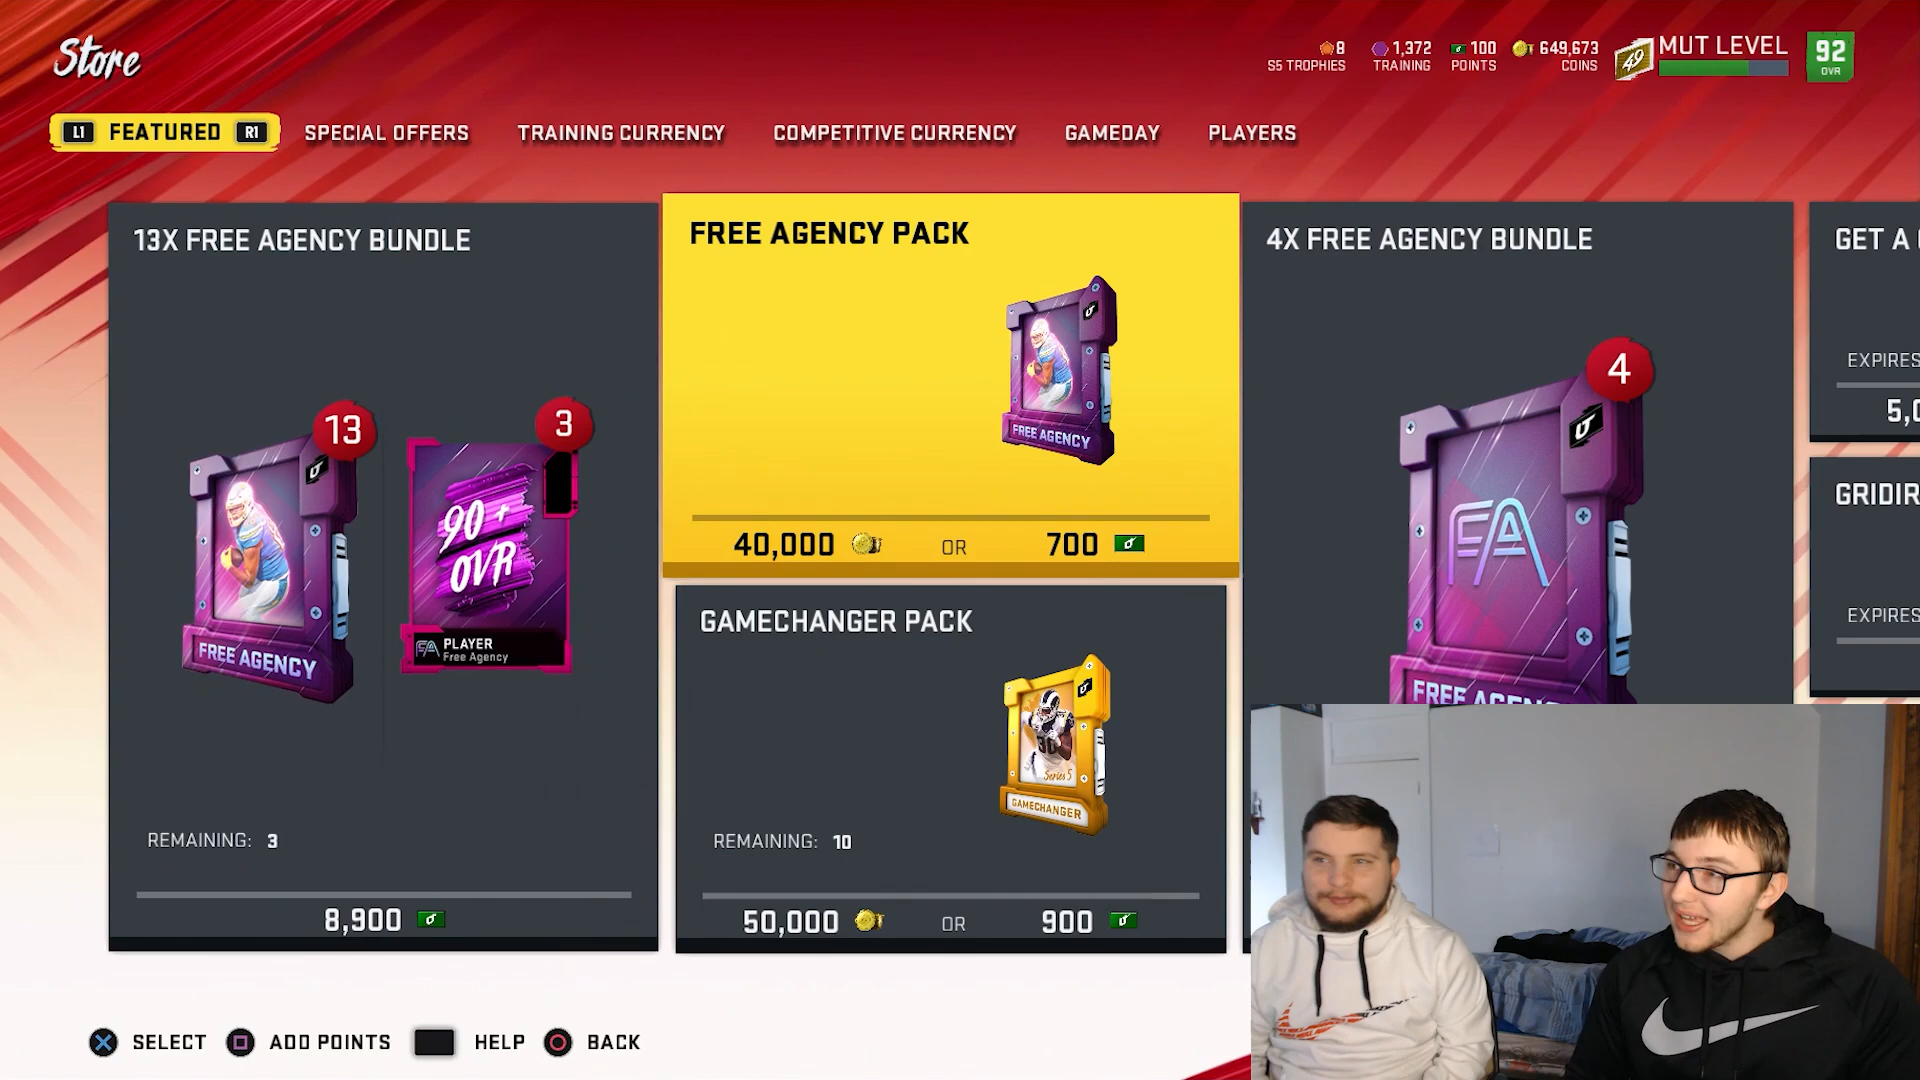 Store
8
S5 TROPHIES
1,372
TRAINING
100
POINTS
649,673
COINS
49
MUT LEVEL
92
OVR
L1 FEATURED R1
SPECIAL OFFERS
TRAINING CURRENCY
COMPETITIVE CURRENCY
GAMEDAY
PLAYERS
13X FREE AGENCY BUNDLE
13
FREE AGENCY
3
90+
OVR
FA PLAYER
Free Agency
REMAINING: 3
8,900
FREE AGENCY PACK
FREE AGENCY
40,000 OR 700
GAMECHANGER PACK
Series 5
GAMECHANGER
REMAINING: 10
50,000 OR 900
4X FREE AGENCY BUNDLE
4
FA
GET A
EXPIRES
GRIDIR
EXPIRES
SELECT
ADD POINTS
HELP
BACK